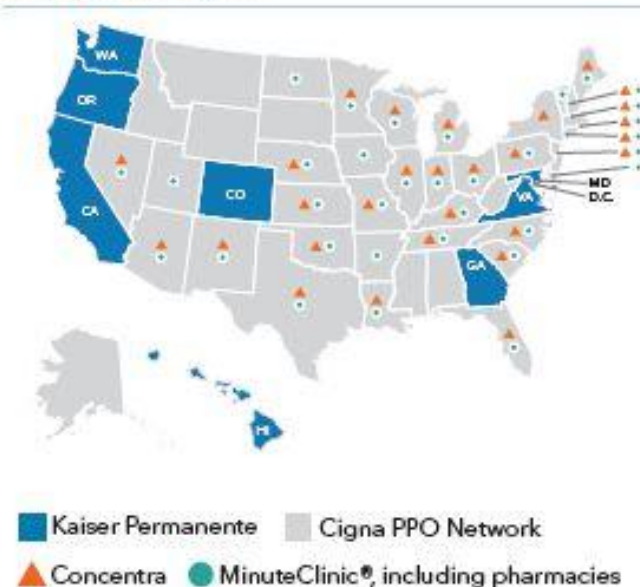 WA
OR
CA
CO
MD
D.C.
VA
GA
HI
Kaiser Permanente
Cigna PPO Network
Concentra
MinuteClinic®, including pharmacies